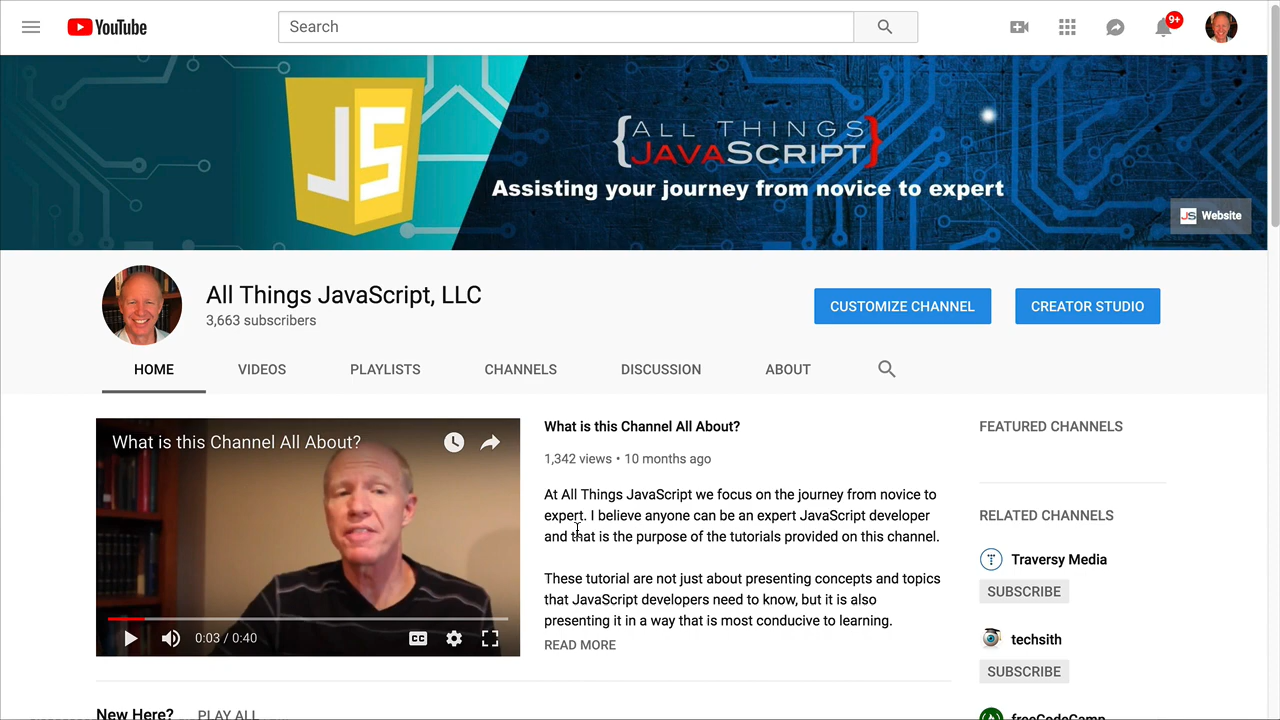 YouTube
Search
9+
JS
{ALL THINGS
JAVASCRIPT}
Assisting your journey from novice to expert
JS Website
All Things JavaScript, LLC
3,663 subscribers
CUSTOMIZE CHANNEL
CREATOR STUDIO
HOME
VIDEOS
PLAYLISTS
CHANNELS
DISCUSSION
ABOUT
What is this Channel All About?
0:03 / 0:40
CC
What is this Channel All About?
1,342 views • 10 months ago
At All Things JavaScript we focus on the journey from novice to
expert. I believe anyone can be an expert JavaScript developer
and that is the purpose of the tutorials provided on this channel.
These tutorial are not just about presenting concepts and topics
that JavaScript developers need to know, but it is also
presenting it in a way that is most conducive to learning.
READ MORE
FEATURED CHANNELS
RELATED CHANNELS
Traversy Media
SUBSCRIBE
techsith
SUBSCRIBE
freeCodeCamp
New Here? PLAY ALL